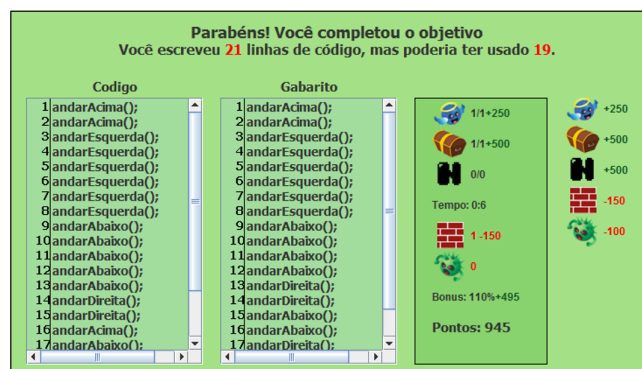 Parabéns! Você completou o objetivo
Você escreveu 21 linhas de código, mas poderia ter usado 19.
Codigo
1 andarAcima();
2 andarAcima();
3 andarEsquerda();
4 andarEsquerda();
5 andarEsquerda();
6 andarEsquerda();
7 andarEsquerda();
8 andarEsquerda();
9 andarAbaixo();
10 andarAbaixo();
11 andarAbaixo();
12 andarAbaixo();
13 andarAbaixo();
14 andarDireita();
15 andarDireita();
16 andarAcima();
17 andarAbaixo();
Gabarito
1 andarAcima();
2 andarAcima();
3 andarEsquerda();
4 andarEsquerda();
5 andarEsquerda();
6 andarEsquerda();
7 andarEsquerda();
8 andarEsquerda();
9 andarAbaixo();
10 andarAbaixo();
11 andarAbaixo();
12 andarAbaixo();
13 andarDireita();
14 andarDireita();
15 andarAbaixo();
16 andarAbaixo();
17 andarDireita();
1/1+250
1/1+500
0/0
Tempo: 0:6
1 -150
0
Bonus: 110%+495
Pontos: 945
+250
+500
+500
-150
-100